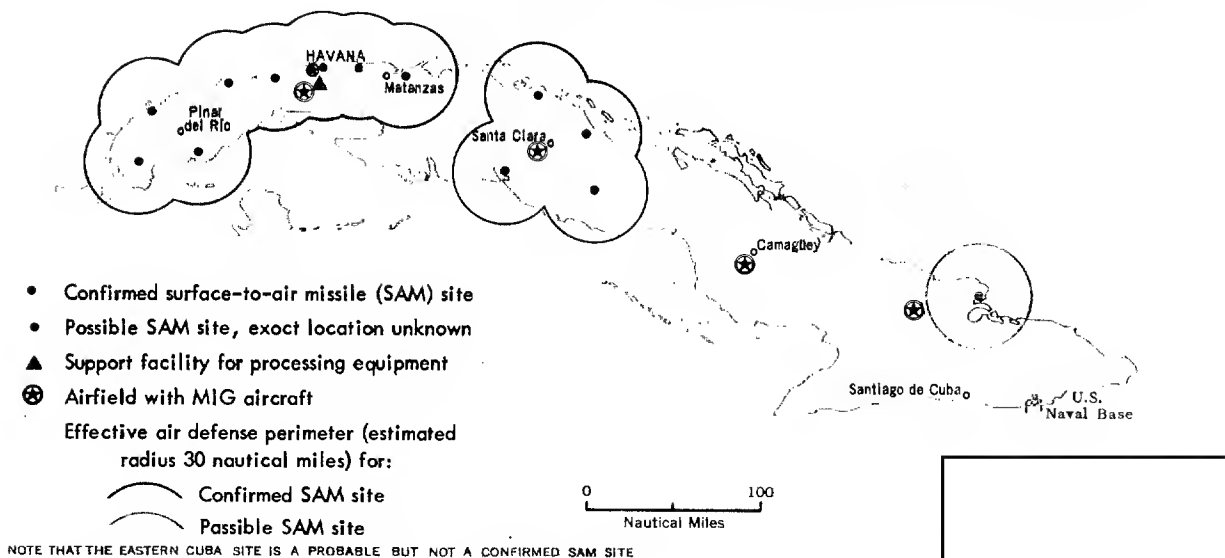 HAVANA
Matanzas
Pinar
del Río
Santa Clara
Camagüey
Santiago de Cuba
U.S.
Naval Base
Confirmed surface-to-air missile (SAM) site
Possible SAM site, exoct location unknown
Support facility for processing equipment
Airfield with MIG aircraft
Effective air defense perimeter (estimated
radius 30 nautical miles) for:
Confirmed SAM site
Passible SAM site
0 100
Nautical Miles
NOTE THAT THE EASTERN CUBA SITE IS A PROBABLE BUT NOT A CONFIRMED SAM SITE